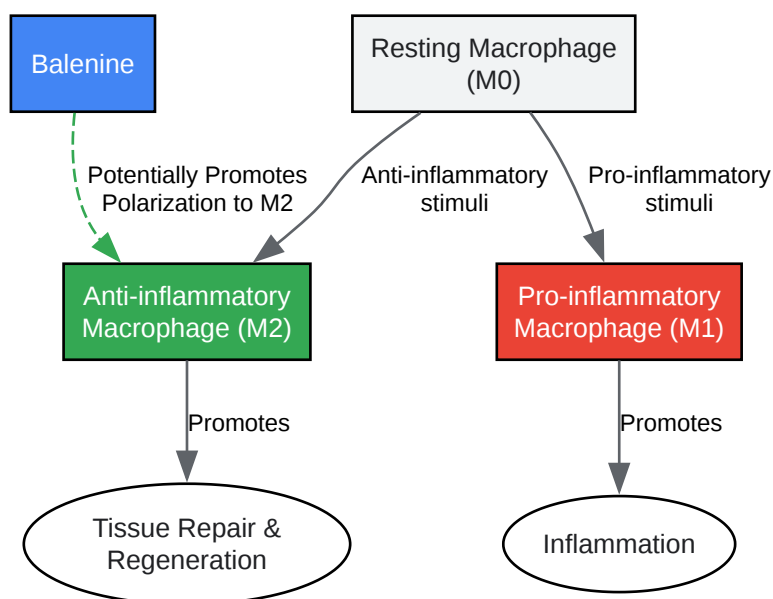 Balenine
Resting Macrophage
(M0)
Potentially Promotes
Polarization to M2
Anti-inflammatory
stimuli
Pro-inflammatory
stimuli
Anti-inflammatory
Macrophage (M2)
Pro-inflammatory
Macrophage (M1)
Promotes
Promotes
Tissue Repair &
Regeneration
Inflammation